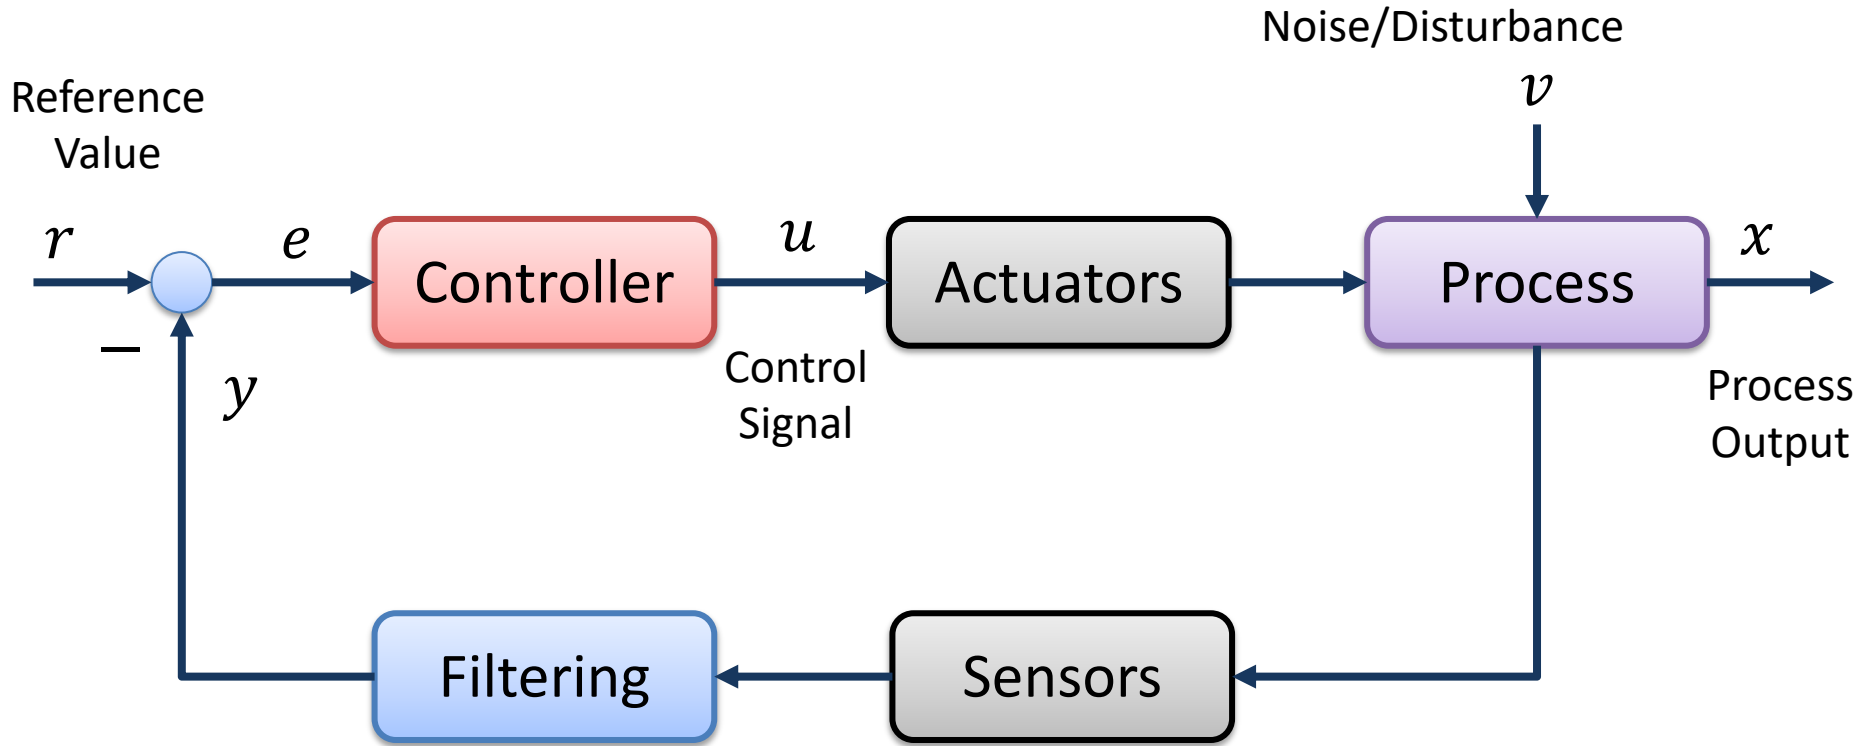 Noise/Disturbance
v
Reference
Value
r
e
Controller
u
Actuators
Process
x
−
y
Control
Signal
Process
Output
Filtering
Sensors